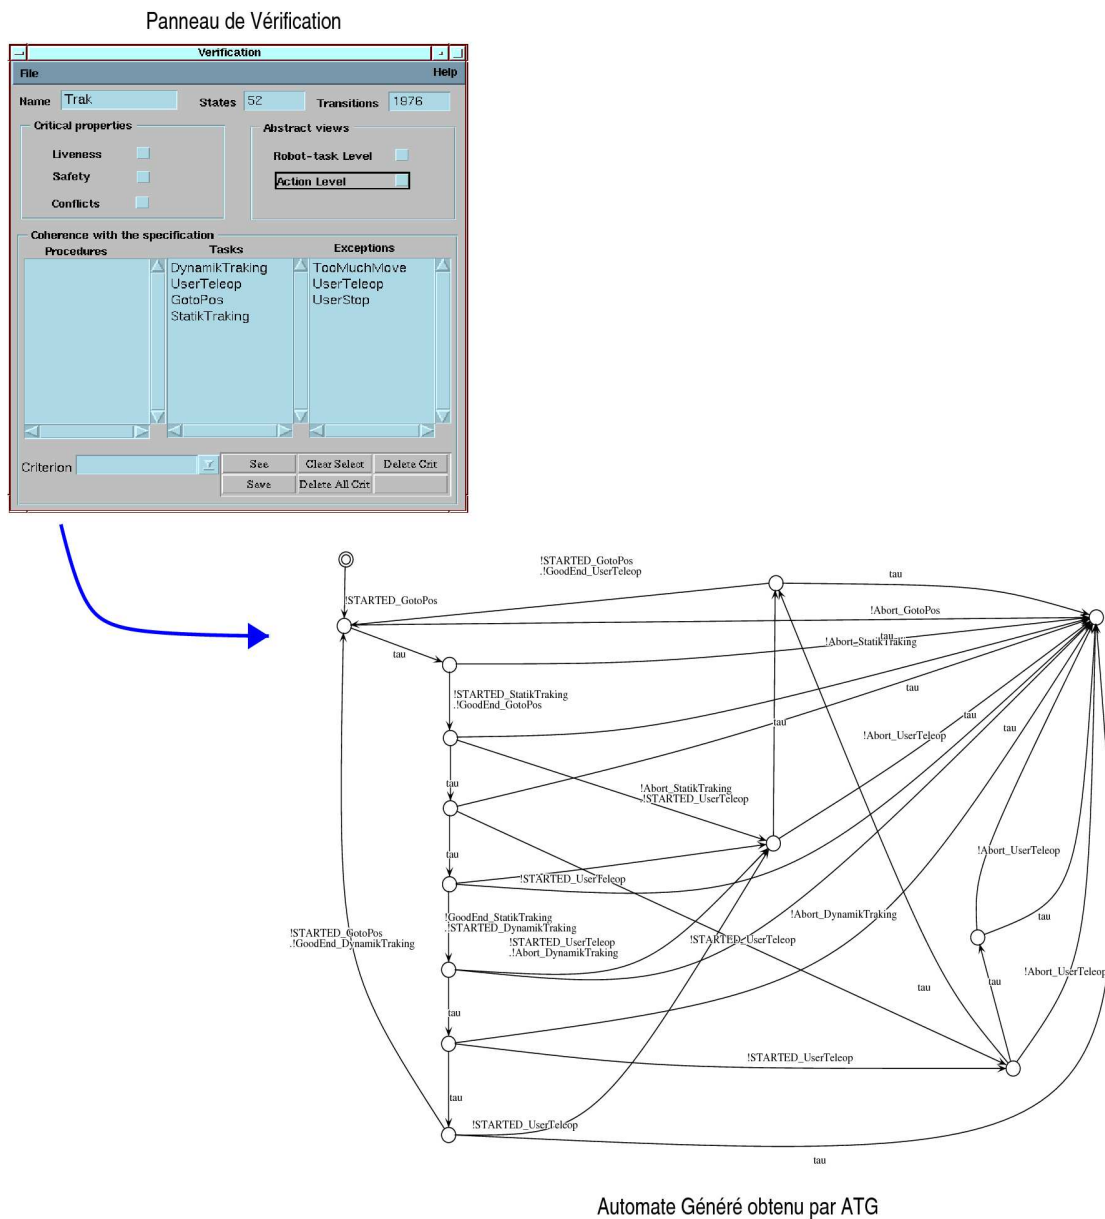 Panneau de Vérification
Verification
File Help
Name Trak States 52 Transitions 1976
Critical properties Abstract views
Liveness Robot-task Level
Safety Action Level
Conflicts
Coherence with the specification
Procedures Tasks Exceptions
DynamikTraking TooMuchMove
UserTeleop UserTeleop
GotoPos UserStop
StatikTraking
Criterion See Clear Select Delete Crit
Save Delete All Crit
!STARTED_GotoPos
.!GoodEnd_UserTeleop
tau
!STARTED_GotoPos
!Abort_GotoPos
tau
!Abort_StatikTraking
tau
!STARTED_StatikTraking
.!GoodEnd_GotoPos
tau
tau
tau
tau
!Abort_UserTeleop
tau
tau
!Abort_StatikTraking
.!STARTED_UserTeleop
tau
!STARTED_UserTeleop
!Abort_UserTeleop
!GoodEnd_StatikTraking
.!STARTED_DynamikTraking
!Abort_DynamikTraking
tau
!STARTED_GotoPos
.!GoodEnd_DynamikTraking
!STARTED_UserTeleop
.!Abort_DynamikTraking
!STARTED_UserTeleop
!Abort_UserTeleop
tau
tau
tau
!STARTED_UserTeleop
tau
!STARTED_UserTeleop
tau
Automate Généré obtenu par ATG